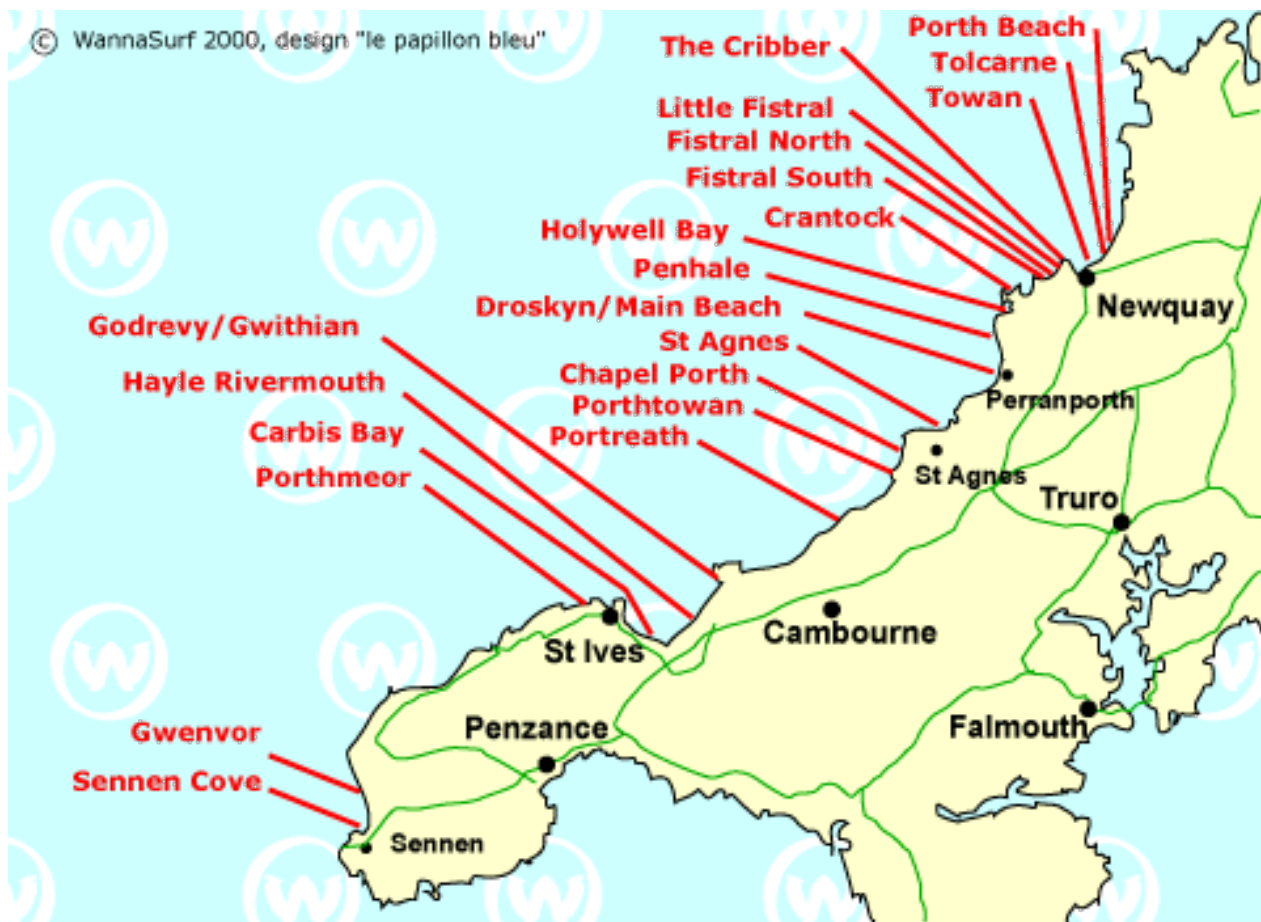 © WannaSurf 2000, design "le papillon bleu"
Porth Beach
The Cribber
Tolcarne
Towan
Little Fistral
Fistral North
Fistral South
Crantock
Holywell Bay
Penhale
Droskyn/Main Beach
Newquay
Godrevy/Gwithian
St Agnes
Chapel Porth
Hayle Rivermouth
Perranporth
Porthtowan
Carbis Bay
Portreath
Porthmeor
St Agnes
Truro
Cambourne
St Ives
Penzance
Falmouth
Gwenvor
Sennen Cove
Sennen